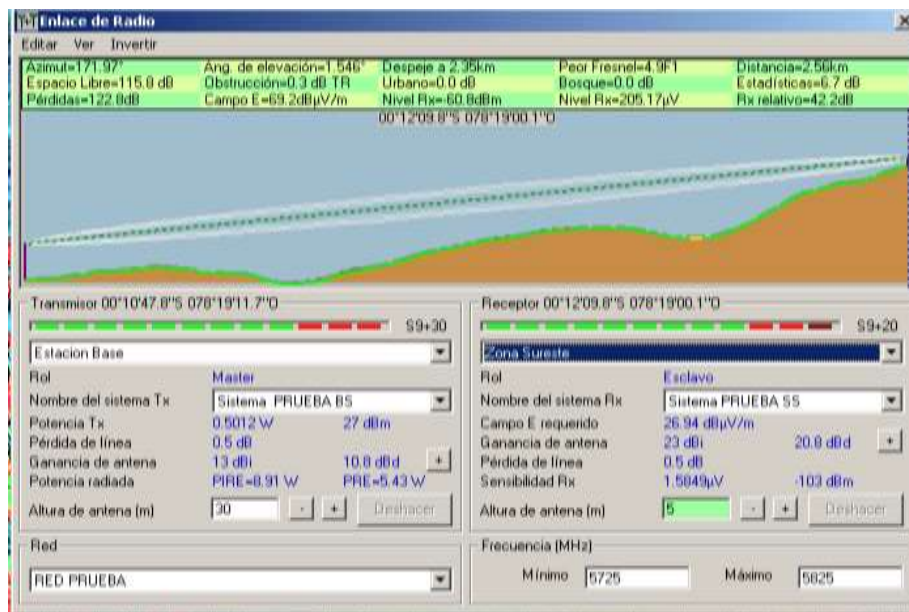 Enlace de Radio
Editar Ver Invertir
Azimut=171.97° Áng. de elevación=1.546° Despeje a 2.35km Peor Fresnel=4.9F1 Distancia=2.56km
Espacio Libre=115.8 dB Obstrucción=0.3 dB TR Urbano=0.0 dB Bosque=0.0 dB Estadísticas=6.7 dB
Pérdidas=122.8dB Campo E=69.2dBµV/m Nivel Rx=-60.8dBm Nivel Rx=205.17µV Rx relativo=42.2dB
00°12'09.8''S 078°19'00.1''O
Transmisor 00°10'47.8''S 078°19'11.7''O
S9+30
Estacion Base
Rol Master
Nombre del sistema Tx Sistema PRUEBA BS
Potencia Tx 0.5012 W 27 dBm
Pérdida de línea 0.5 dB
Ganancia de antena 13 dBi 10.8 dBd +
Potencia radiada PIRE=8.91 W PRE=5.43 W
Altura de antena (m) 30 - + Deshacer
Receptor 00°12'09.8''S 078°19'00.1''O
S9+20
Zona Sureste
Rol Esclavo
Nombre del sistema Rx Sistema PRUEBA SS
Campo E requerido 26.94 dBµV/m
Ganancia de antena 23 dBi 20.8 dBd +
Pérdida de línea 0.5 dB
Sensibilidad Rx 1.5849µV -103 dBm
Altura de antena (m) 5 - + Deshacer
Red
RED PRUEBA
Frecuencia (MHz)
Mínimo 5725 Máximo 5825